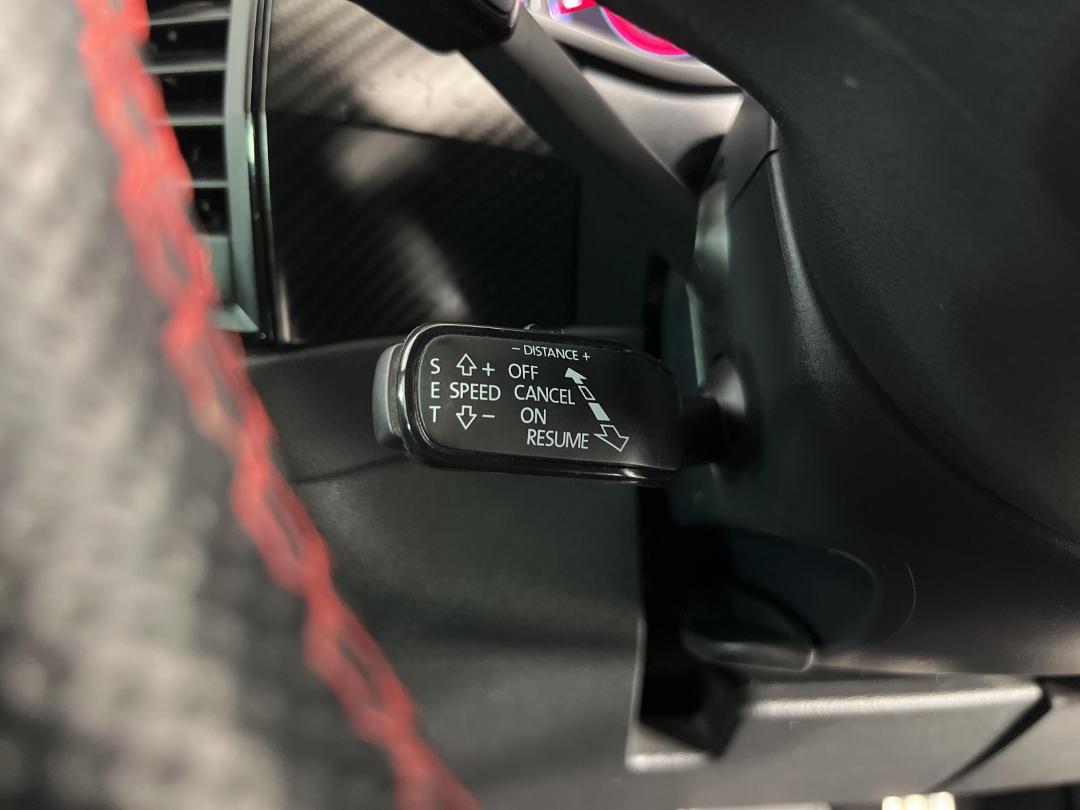 − DISTANCE +
S + OFF
E SPEED CANCEL
T − ON
RESUME